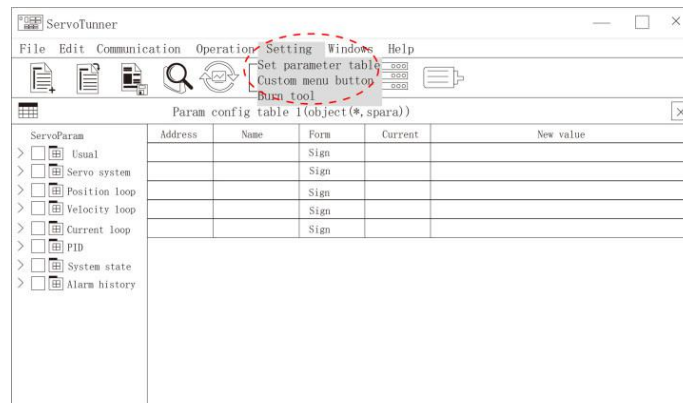 ServoTunner
File Edit Communication Operation Setting Windows Help
Set parameter table
Custom menu button
Burn tool
Param config table 1(object(*,spara))
ServoParam Address Name Form Current New value
Usual Sign
Servo system Sign
Position loop Sign
Velocity loop Sign
Current loop Sign
PID
System state
Alarm history